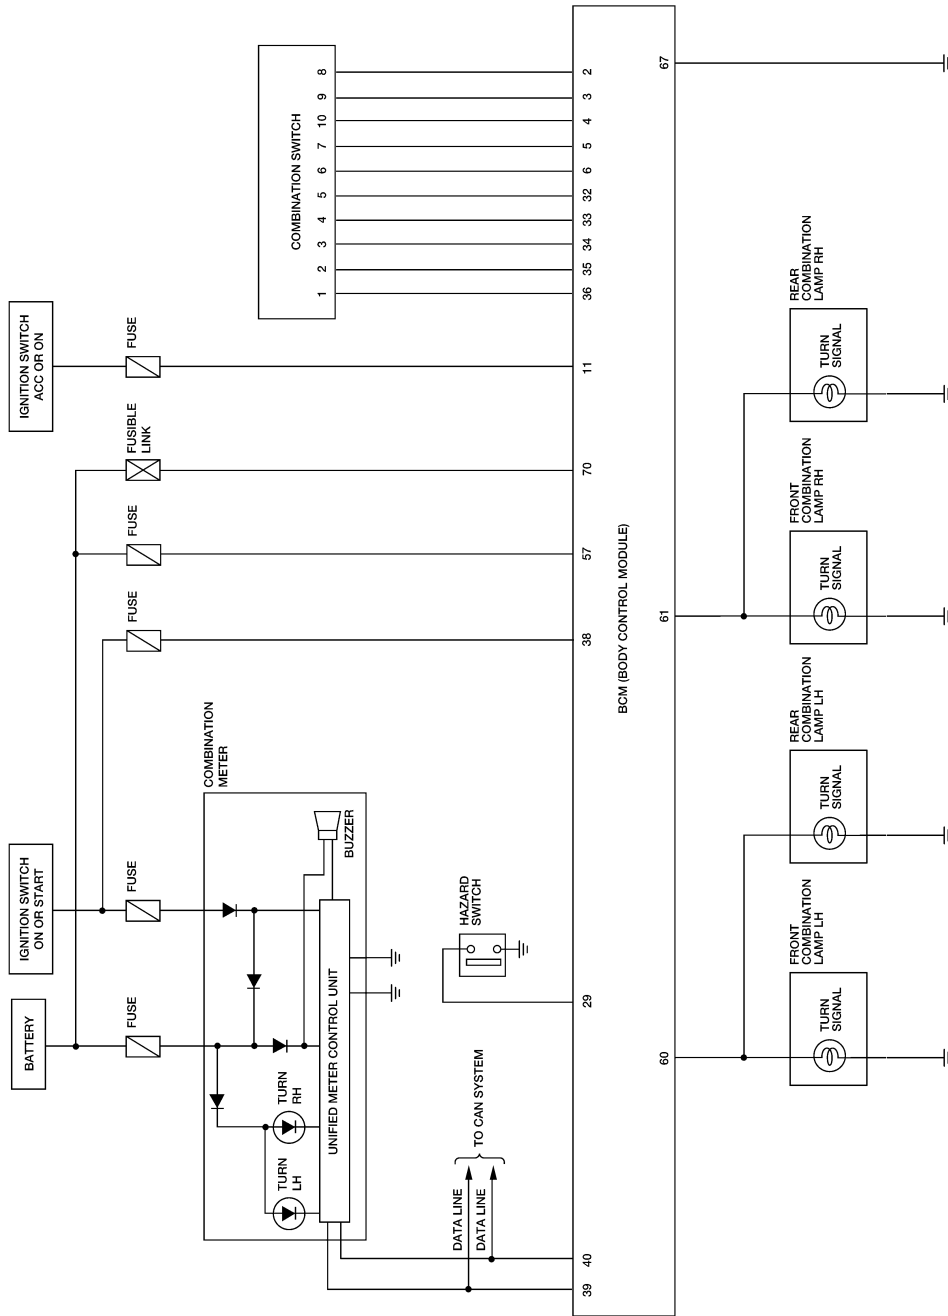 BATTERY
IGNITION SWITCH
ON OR START
IGNITION SWITCH
ACC OR ON
FUSE
FUSE
FUSE
FUSE
FUSIBLE
LINK
FUSE
COMBINATION
METER
TURN
LH
TURN
RH
BUZZER
UNIFIED METER CONTROL UNIT
COMBINATION SWITCH
1
2
3
4
5
6
7
10
9
8
DATA LINE
DATA LINE
TO CAN SYSTEM
HAZARD
SWITCH
39
40
29
38
57
70
11
36
35
34
33
32
6
5
4
3
2
BCM (BODY CONTROL MODULE)
60
61
67
FRONT
COMBINATION
LAMP LH
TURN
SIGNAL
REAR
COMBINATION
LAMP LH
TURN
SIGNAL
FRONT
COMBINATION
LAMP RH
TURN
SIGNAL
REAR
COMBINATION
LAMP RH
TURN
SIGNAL